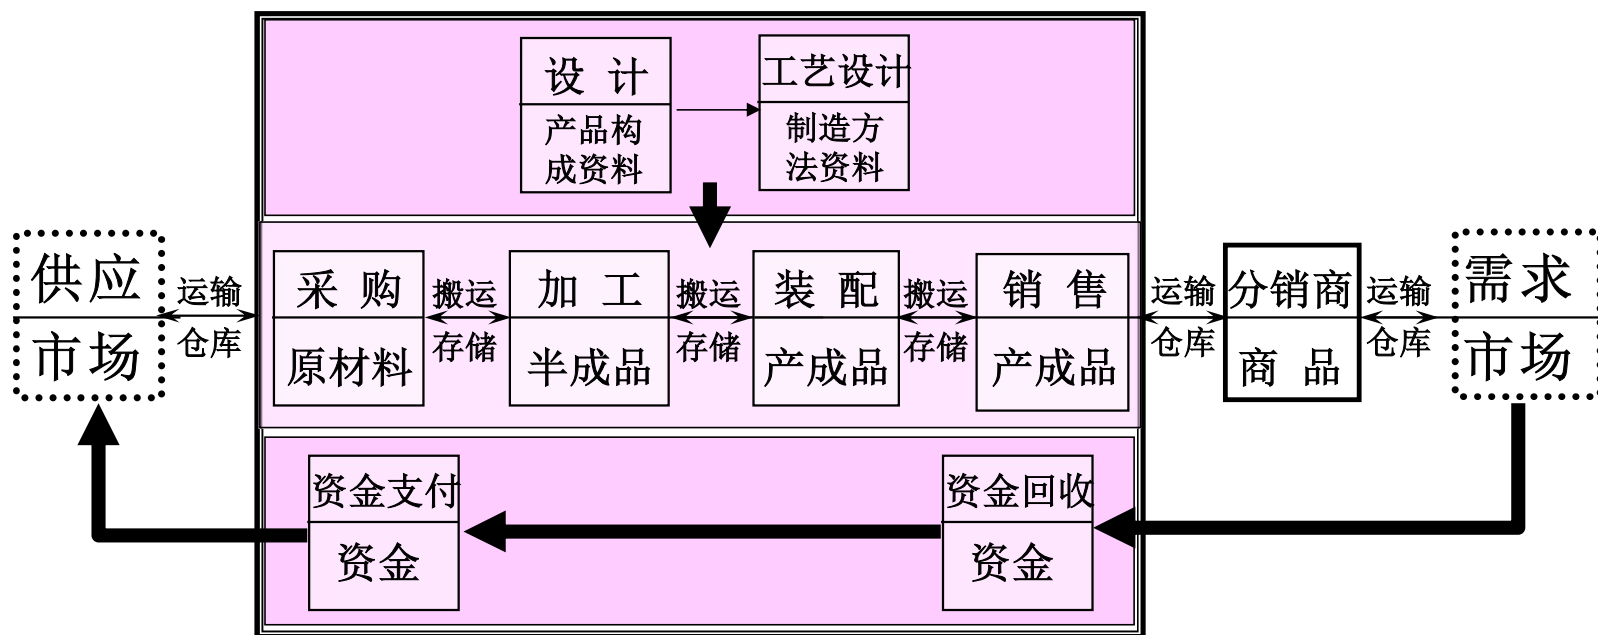 设 计
产品构
成资料
工艺设计
制造方
法资料
供应
市场
运输
仓库
采 购
原材料
搬运
存储
加 工
半成品
搬运
存储
装 配
产成品
搬运
存储
销 售
产成品
运输
仓库
分销商
商 品
运输
仓库
需求
市场
资金支付
资金
资金回收
资金